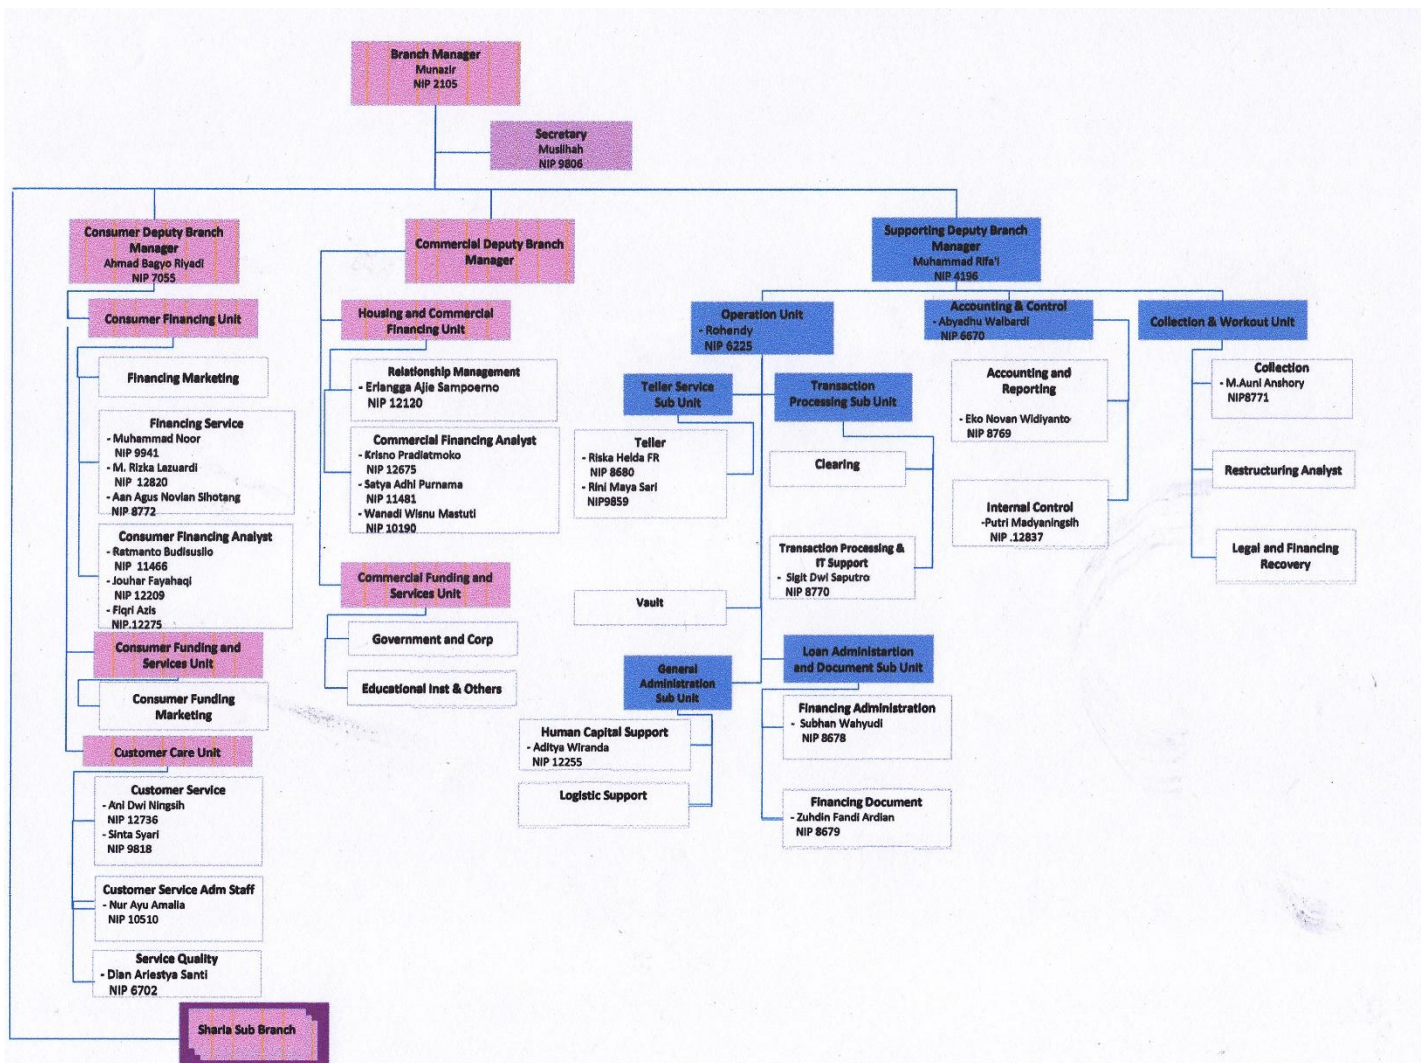 Branch Manager
Munazir
NIP 2105
Secretary
Muslihah
NIP 9806
Consumer Deputy Branch
Manager
Ahmad Bagyo Riyadi
NIP 7055
Commercial Deputy Branch
Manager
Supporting Deputy Branch
Manager
Muhammad Rifa'i
NIP 4196
Consumer Financing Unit
Financing Marketing
Financing Service
- Muhammad Noor
NIP 9941
- M. Rizka Lazuardi
NIP 12820
- Aan Agus Novian Sihotang
NIP 8772
Consumer Financing Analyst
- Ratmanto Budisusilo
NIP 11466
- Jouhar Fayahaqi
NIP 12209
- Fiqri Azis
NIP.12275
Consumer Funding and
Services Unit
Consumer Funding
Marketing
Customer Care Unit
Customer Service
- Ani Dwi Ningsih
NIP 12736
- Sinta Syari
NIP 9818
Customer Service Adm Staff
- Nur Ayu Amalia
NIP 10510
Service Quality
- Dian Ariestya Santi
NIP 6702
Sharia Sub Branch
Housing and Commercial
Financing Unit
Relationship Management
- Erlangga Ajie Sampoerno
NIP 12120
Commercial Financing Analyst
- Krisno Pradiatmoko
NIP 12675
- Satya Adhi Purnama
NIP 11481
- Wanadi Wisnu Mastuti
NIP 10190
Commercial Funding and
Services Unit
Government and Corp
Educational Inst & Others
Operation Unit
- Rohendy
NIP 6225
Teller Service
Sub Unit
Teller
- Riska Helda FR
NIP 8680
- Rini Maya Sari
NIP9859
Transaction
Processing Sub Unit
Clearing
Transaction Processing &
IT Support
- Sigit Dwi Saputro
NIP 8770
Vault
General
Administration
Sub Unit
Human Capital Support
- Aditya Wiranda
NIP 12255
Logistic Support
Loan Administartion
and Document Sub Unit
Financing Administration
- Subhan Wahyudi
NIP 8678
Financing Document
- Zuhdin Fandi Ardian
NIP 8679
Accounting & Control
- Abyadhu Walbardi
NIP 6670
Accounting and
Reporting
- Eko Novan Widiyanto
NIP 8769
Internal Control
-Putri Madyaningsih
NIP .12837
Collection & Workout Unit
Collection
- M.Auni Anshory
NIP8771
Restructuring Analyst
Legal and Financing
Recovery